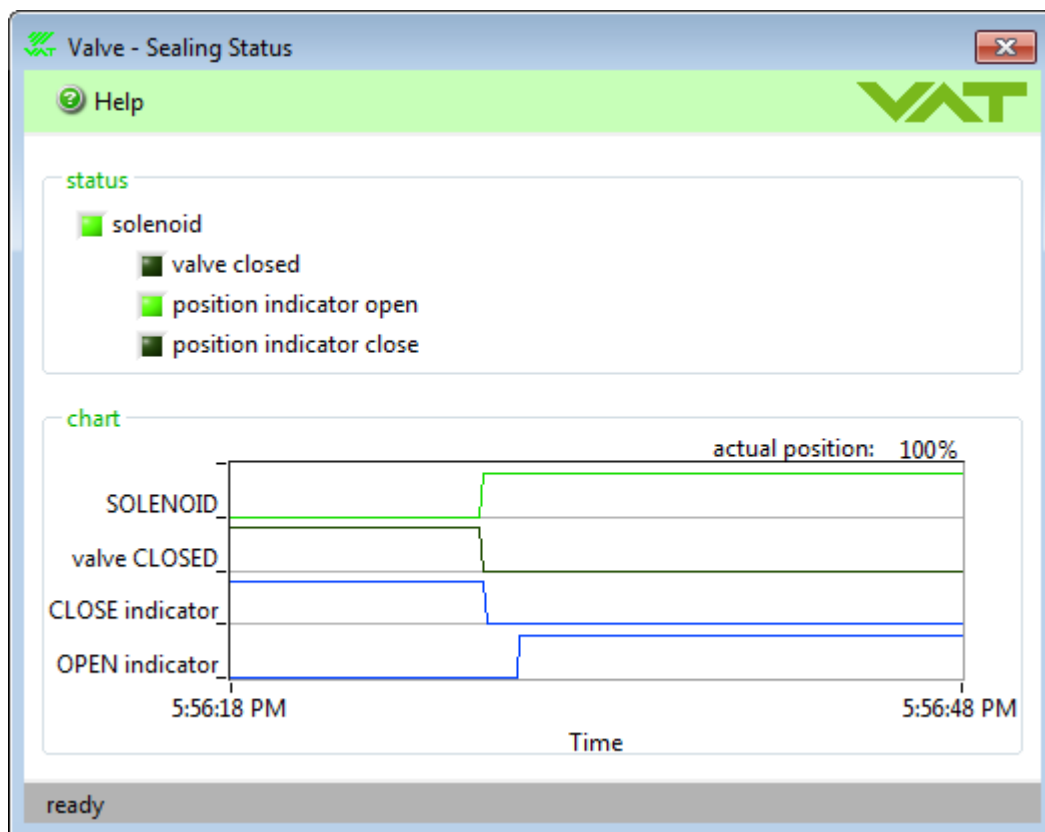 VAT Valve - Sealing Status
Help
VAT
status
solenoid
valve closed
position indicator open
position indicator close
chart
actual position: 100%
SOLENOID
valve CLOSED
CLOSE indicator
OPEN indicator
5:56:18 PM 5:56:48 PM
Time
ready